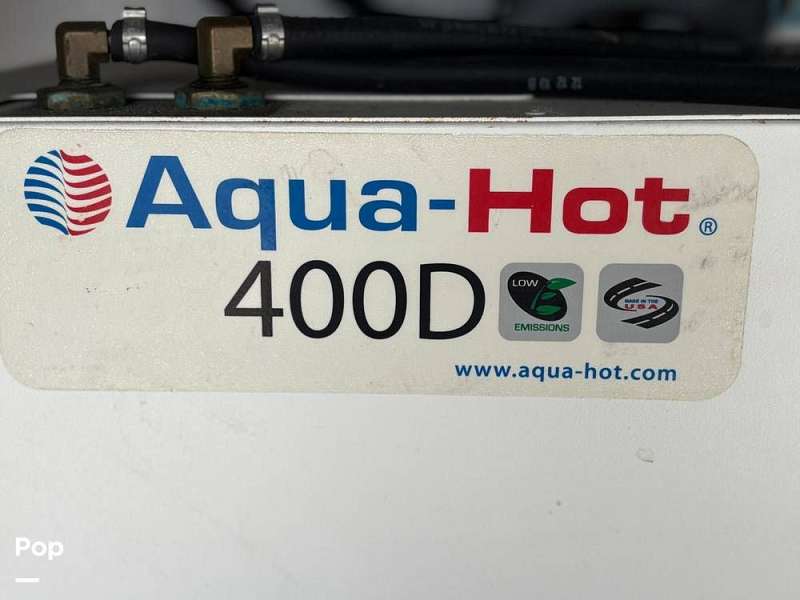 Aqua-Hot®
400D
LOW
EMISSIONS
MADE IN THE
USA
www.aqua-hot.com
Pop